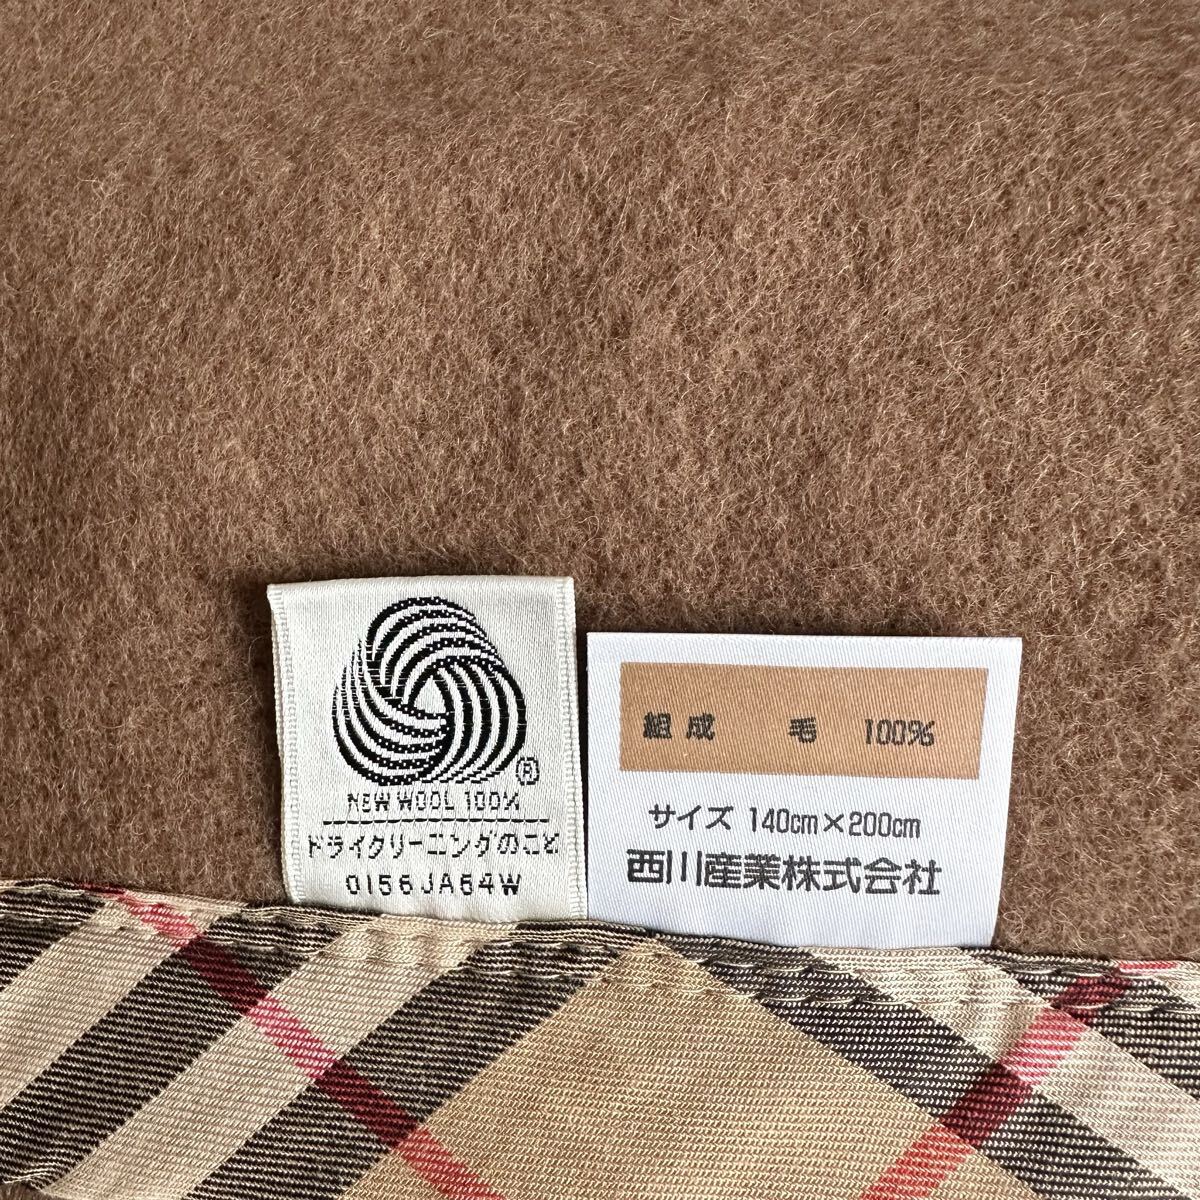 ®
NEW WOOL 100%
ドライクリーニングのこと
0156JA64W
組成 毛 100%
サイズ 140cm×200cm
西川産業株式会社